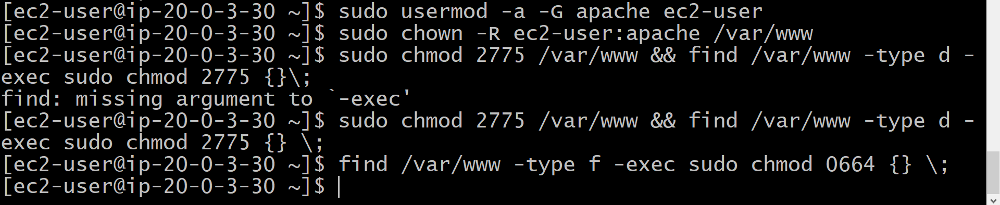 [ec2-user@ip-20-0-3-30 ~]$ sudo usermod -a -G apache ec2-user
[ec2-user@ip-20-0-3-30 ~]$ sudo chown -R ec2-user:apache /var/www
[ec2-user@ip-20-0-3-30 ~]$ sudo chmod 2775 /var/www && find /var/www -type d -
exec sudo chmod 2775 {}\;
find: missing argument to `-exec'
[ec2-user@ip-20-0-3-30 ~]$ sudo chmod 2775 /var/www && find /var/www -type d -
exec sudo chmod 2775 {} \;
[ec2-user@ip-20-0-3-30 ~]$ find /var/www -type f -exec sudo chmod 0664 {} \;
[ec2-user@ip-20-0-3-30 ~]$